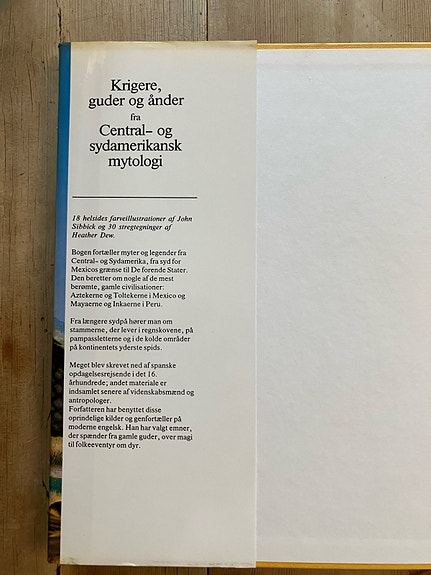 Krigere,
guder og ånder
fra
Central- og
sydamerikansk
mytologi
18 helsides farveillustrationer af John
Sibbick og 30 stregtegninger af
Heather Dew.
Bogen fortæller myter og legender fra
Central- og Sydamerika, fra syd for
Mexicos grænse til De forende Stater.
Den beretter om nogle af de mest
berømte, gamle civilisationer:
Aztekerne og Toltekerne i Mexico og
Mayaerne og Inkaerne i Peru.
Fra længere sydpå hører man om
stammerne, der lever i regnskovene, på
pampassletterne og i de kolde områder
på kontinentets yderste spids.
Meget blev skrevet ned af spanske
opdagelsesrejsende i det 16.
århundrede; andet materiale er
indsamlet senere af videnskabsmænd og
antropologer.
Forfatteren har benyttet disse
oprindelige kilder og genfortæller på
moderne engelsk. Han har valgt emner,
der spænder fra gamle guder, over magi
til folkeeventyr om dyr.